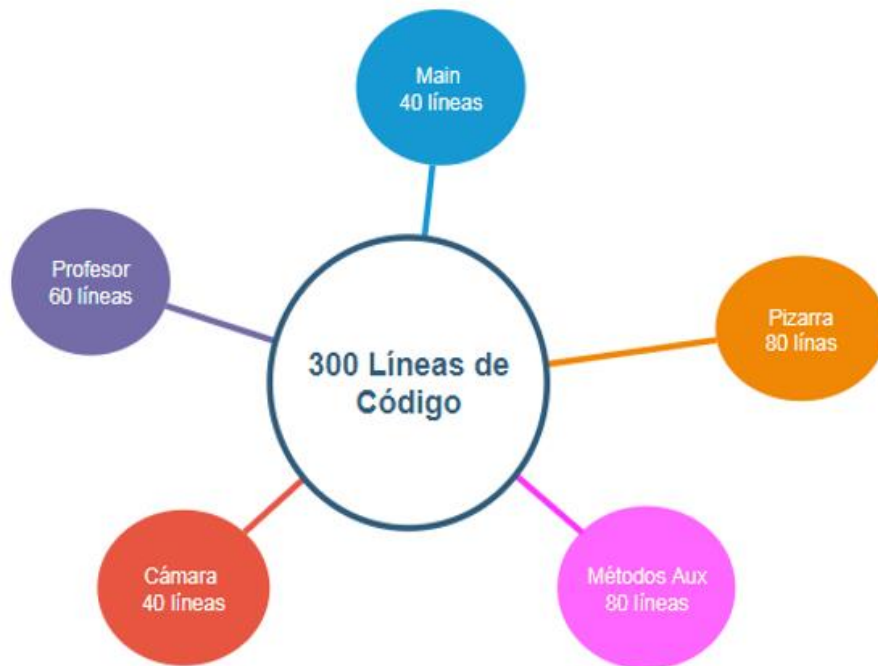 Main
40 líneas
Profesor
60 líneas
Pizarra
80 línas
300 Líneas de
Código
Cámara
40 líneas
Métodos Aux
80 líneas